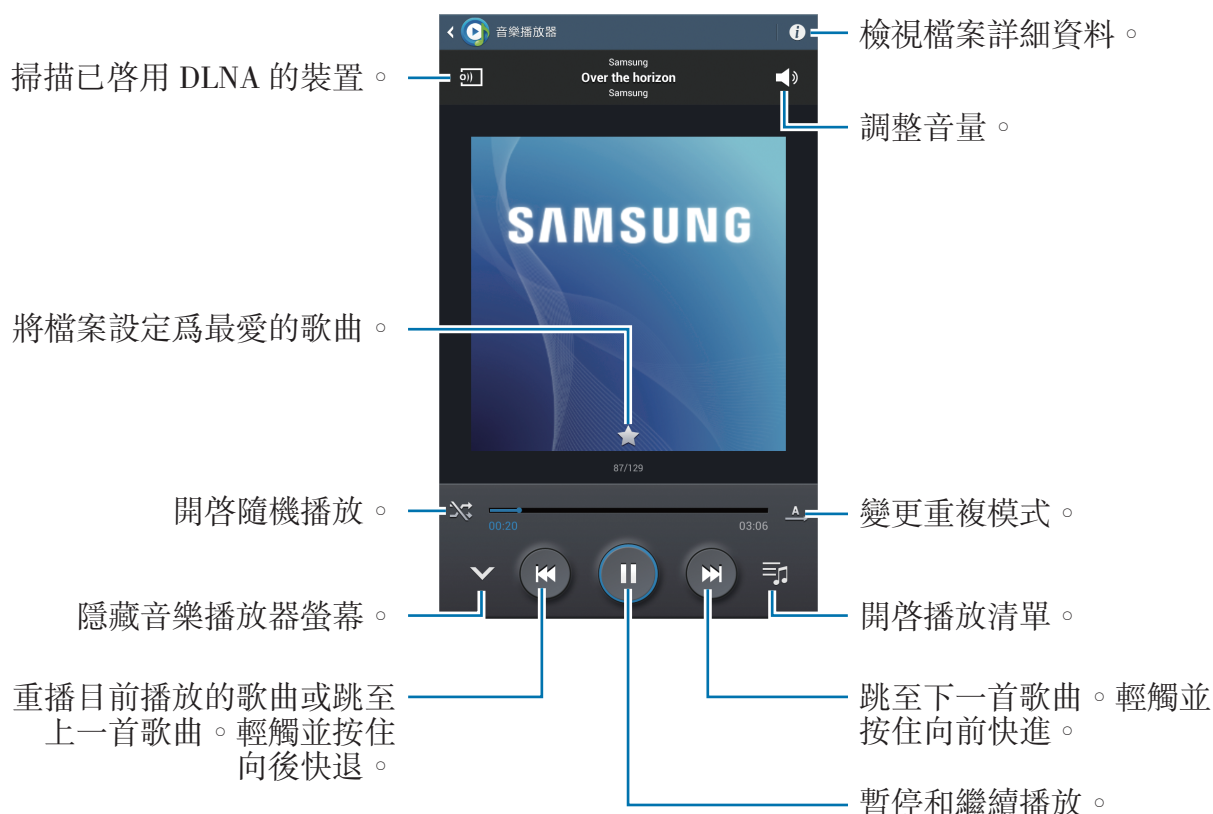 音樂播放器
檢視檔案詳細資料。
掃描已啓用 DLNA 的裝置。
Samsung
Over the horizon
Samsung
調整音量。
SAMSUNG
將檔案設定爲最愛的歌曲。
87/129
開啓隨機播放。
00:20
03:06
A
變更重複模式。
隱藏音樂播放器螢幕。
開啓播放清單。
重播目前播放的歌曲或跳至
上一首歌曲。輕觸並按住
向後快退。
跳至下一首歌曲。輕觸並
按住向前快進。
暫停和繼續播放。